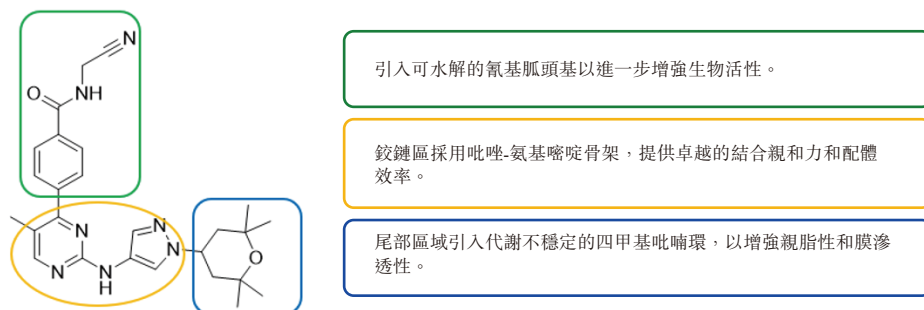 N
O
NH
引入可水解的氰基胍頭基以進一步增強生物活性。
鉸鏈區採用吡唑-氨基嘧啶骨架，提供卓越的結合親和力和配體
效率。
N
N
O
N
N
N
H
尾部區域引入代謝不穩定的四甲基吡喃環，以增強親脂性和膜滲
透性。